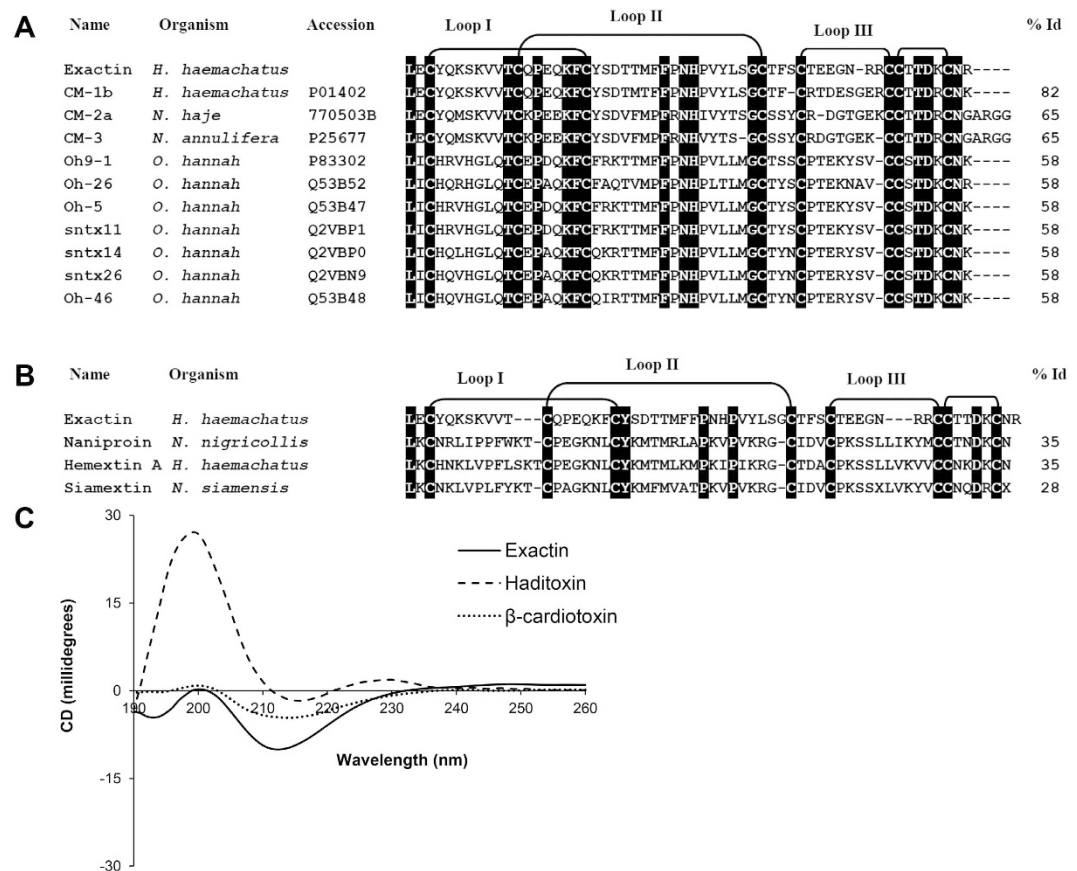 A Name Organism Accession Loop I Loop II Loop III % Id
Exactin H. haemachatus LECYQKSKVVTCQPEQKFCYSDTTMFFPNHPVYLSGCTFSCTEEGN-RRCCTTDKCNR----
CM-1b H. haemachatus P01402 LECYQKSKVVTCQPEQKFCYSDTMTFFPNHPVYLSGCTF-CRTDESGERCCTTDRCNK---- 82
CM-2a N. haje 770503B LECYQMSKVVTCKPEEKFCYSDVFMPFRNHIVYTSGCSSYC-RDGTGEKCCTTDRCNGARGG 65
CM-3 N. annulifera P25677 LECYQMSKVVTCKPEEKFCYSDVFMPFRNHIVYTS-GCSSYCRDGTGEK-CCTTDRCNGARGG 65
Oh9-1 O. hannah P83302 LICHRVHGLQTCEPDQKFCFRKTTMFFPNHPVLLMGCTSSCPTEKYSV-CCSTDKCNK---- 58
Oh-26 O. hannah Q53B52 LICHQRHGLQTCEPAQKFCFAQTVMPFPNHPLTLMGCTYSCPTEKNAV-CCSTDKCNR---- 58
Oh-5 O. hannah Q53B47 LICHRVHGLQTCEPDQKFCFRKTTMFFPNHPVLLMGCTYSCPTEKYSV-CCSTDKCNK---- 58
sntx11 O. hannah Q2VBP1 LICHRVHGLQTCEPDQKFCFRKTTMFFPNHPVLLMGCTYSCPTEKYSV-CCSTDKCNK---- 58
sntx14 O. hannah Q2VBP0 LICHQLHGLQTCEPAQKFCQKRTTMFFPNHPVLLMGCTYNCPTERYSV-CCSTDKCNK---- 58
sntx26 O. hannah Q2VBN9 LICHQVHGLQTCEPAQKFCQKRTTMFFPNHPVLLMGCTYNCPTERYSV-CCSTDKCNK---- 58
Oh-46 O. hannah Q53B48 LICHQVHGLQTCEPAQKFCQIRTTMFFPNHPVLLMGCTYNCPTERYSV-CCSTDKCNK---- 58
B Name Organism Loop I Loop II Loop III % Id
Exactin H. haemachatus LECYQKSKVVT---CQPEQKFCYSDTTMFFPNHPVYLSGCTFSCTEEGN---RRCCTTDKCNR
Naniproin N. nigricollis LKCNRLIPPFWKT-CPEGKNLCYKMTMRLAPKVPVKRG-CIDVCPKSSLLIKYMCCTNDKCN 35
Hemextin A H. haemachatus LKCHNKLVPFLSKTCPEGKNLCYKMTMLKMPKIPIKRG-CTDACPKSSLLVKVVCCNKDKCN 35
Siamextin N. siamensis LKCNKLVPLFYKT-CPAGKNLCYKMFMVATPKVPVKRG-CIDVCPKSSXLVKYVCCNQDRCX 28
C
30
15
0
-15
-30
CD (millidegrees)
Exactin
Haditoxin
β-cardiotoxin
190 200 210 220 230 240 250 260
Wavelength (nm)